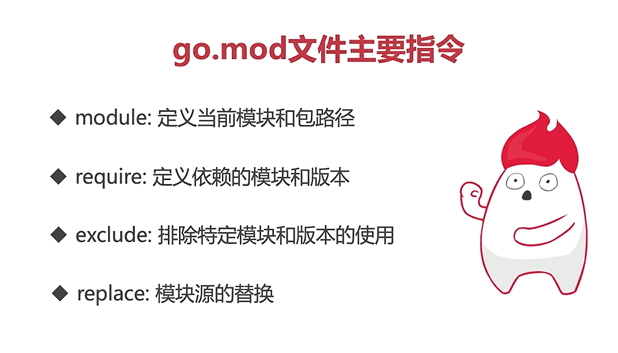 go.mod文件主要指令
◆ module: 定义当前模块和包路径
◆ require: 定义依赖的模块和版本
◆ exclude: 排除特定模块和版本的使用
◆ replace: 模块源的替换